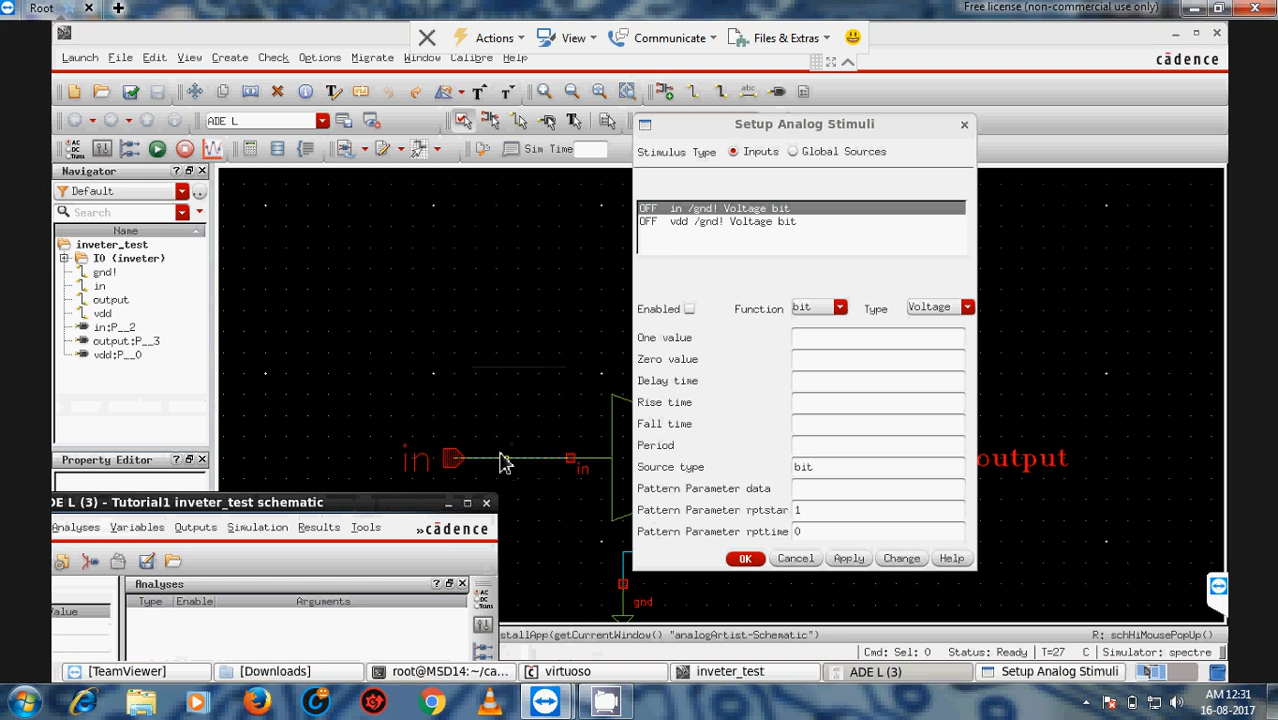 Root
Free license (non-commercial use only)
Actions
View
Communicate
Files & Extras
Launch File Edit View Create Check Options Migrate Window Calibre Help
cādence
ADE L
Sim Time
Navigator
Default
Search
Name
inveter_test
I0 (inveter)
gnd!
in
output
vdd
in:P__2
output:P__3
vdd:P__0
Property Editor
Setup Analog Stimuli
Stimulus Type Inputs Global Sources
OFF in /gnd! Voltage bit
OFF vdd /gnd! Voltage bit
Enabled Function bit Type Voltage
One value
Zero value
Delay time
Rise time
Fall time
Period
Source type bit
Pattern Parameter data
Pattern Parameter rptstar 1
Pattern Parameter rpttime 0
OK Cancel Apply Change Help
in
in
output
gnd
ADE L (3) - Tutorial1 inveter_test schematic
Analyses Variables Outputs Simulation Results Tools
»cādence
Analyses
Type Enable Arguments
Value
AC
DC
Trans
stallApp(getCurrentWindow() "analogArtist-Schematic")
R: schHiMousePopUp()
Cmd: Sel: 0 Status: Ready T=27 C Simulator: spectre
[TeamViewer]
[Downloads]
root@MSD14:~/ca...
virtuoso
inveter_test
ADE L (3)
Setup Analog Stimuli
AM 12:31
16-08-2017